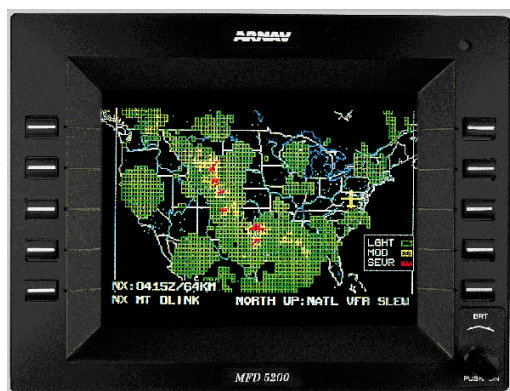 ARNAV
LGHT
MOD
SEVR
NX:0415Z/64KM
NX MT DLINK NORTH UP:NATL VFR SLEW
BRT
PUSH ON
MFD 5200